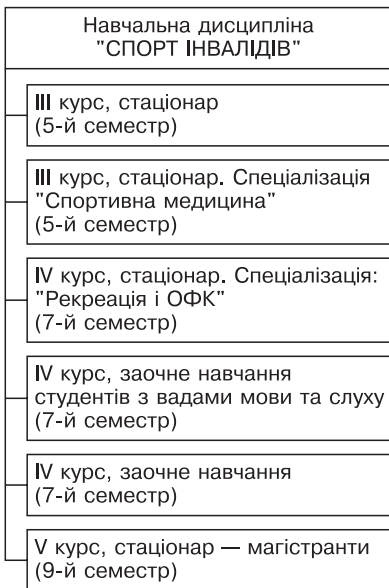 Навчальна дисципліна
"СПОРТ ІНВАЛІДІВ"
III курс, стаціонар
(5-й семестр)
III курс, стаціонар. Спеціалізація
"Спортивна медицина"
(5-й семестр)
IV курс, стаціонар. Спеціалізація:
"Рекреація і ОФК"
(7-й семестр)
IV курс, заочне навчання
студентів з вадами мови та слуху
(7-й семестр)
IV курс, заочне навчання
(7-й семестр)
V курс, стаціонар — магістранти
(9-й семестр)